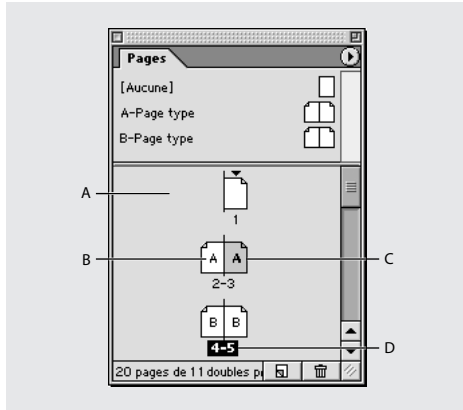 Pages
[Aucune]
A-Page type
B-Page type
A
1
B
A A
C
2-3
B B
4-5
D
20 pages de 11 doubles